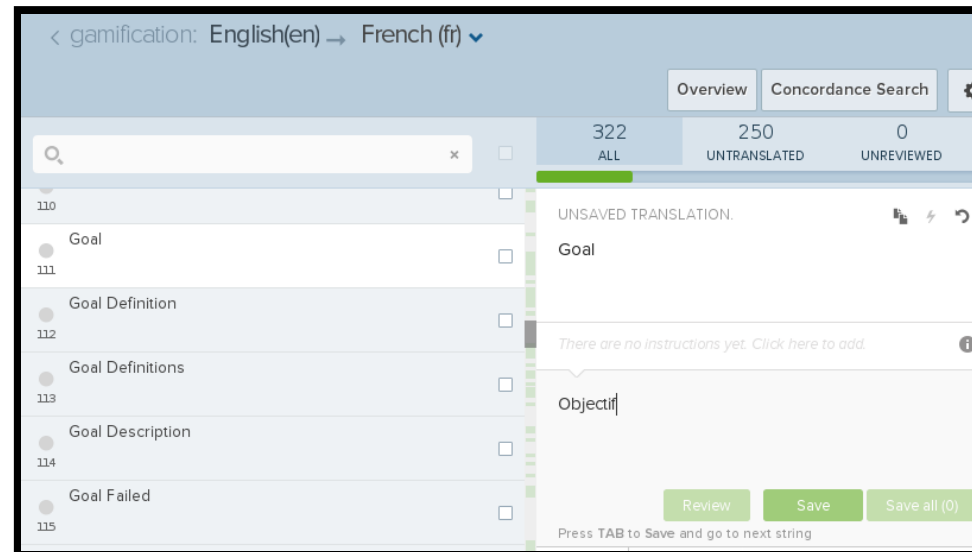 gamification: English(en) → French (fr)
Overview
Concordance Search
322
ALL
250
UNTRANSLATED
0
UNREVIEWED
110
Goal
111
Goal Definition
112
Goal Definitions
113
Goal Description
114
Goal Failed
115
UNSAVED TRANSLATION.
Goal
There are no instructions yet. Click here to add.
Objectif
Review
Save
Save all (0)
Press TAB to Save and go to next string